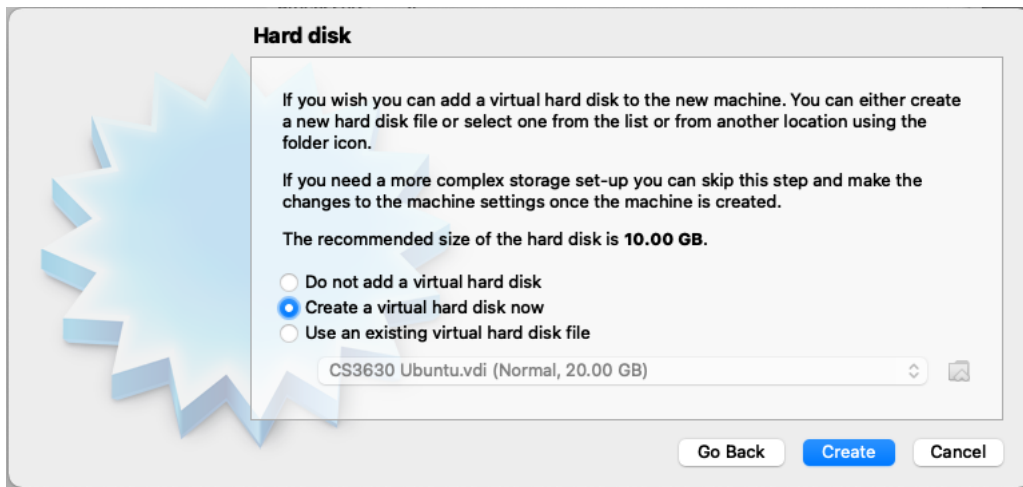 Hard disk
If you wish you can add a virtual hard disk to the new machine. You can either create
a new hard disk file or select one from the list or from another location using the
folder icon.
If you need a more complex storage set-up you can skip this step and make the
changes to the machine settings once the machine is created.
The recommended size of the hard disk is 10.00 GB.
Do not add a virtual hard disk
Create a virtual hard disk now
Use an existing virtual hard disk file
CS3630 Ubuntu.vdi (Normal, 20.00 GB)
Go Back Create Cancel